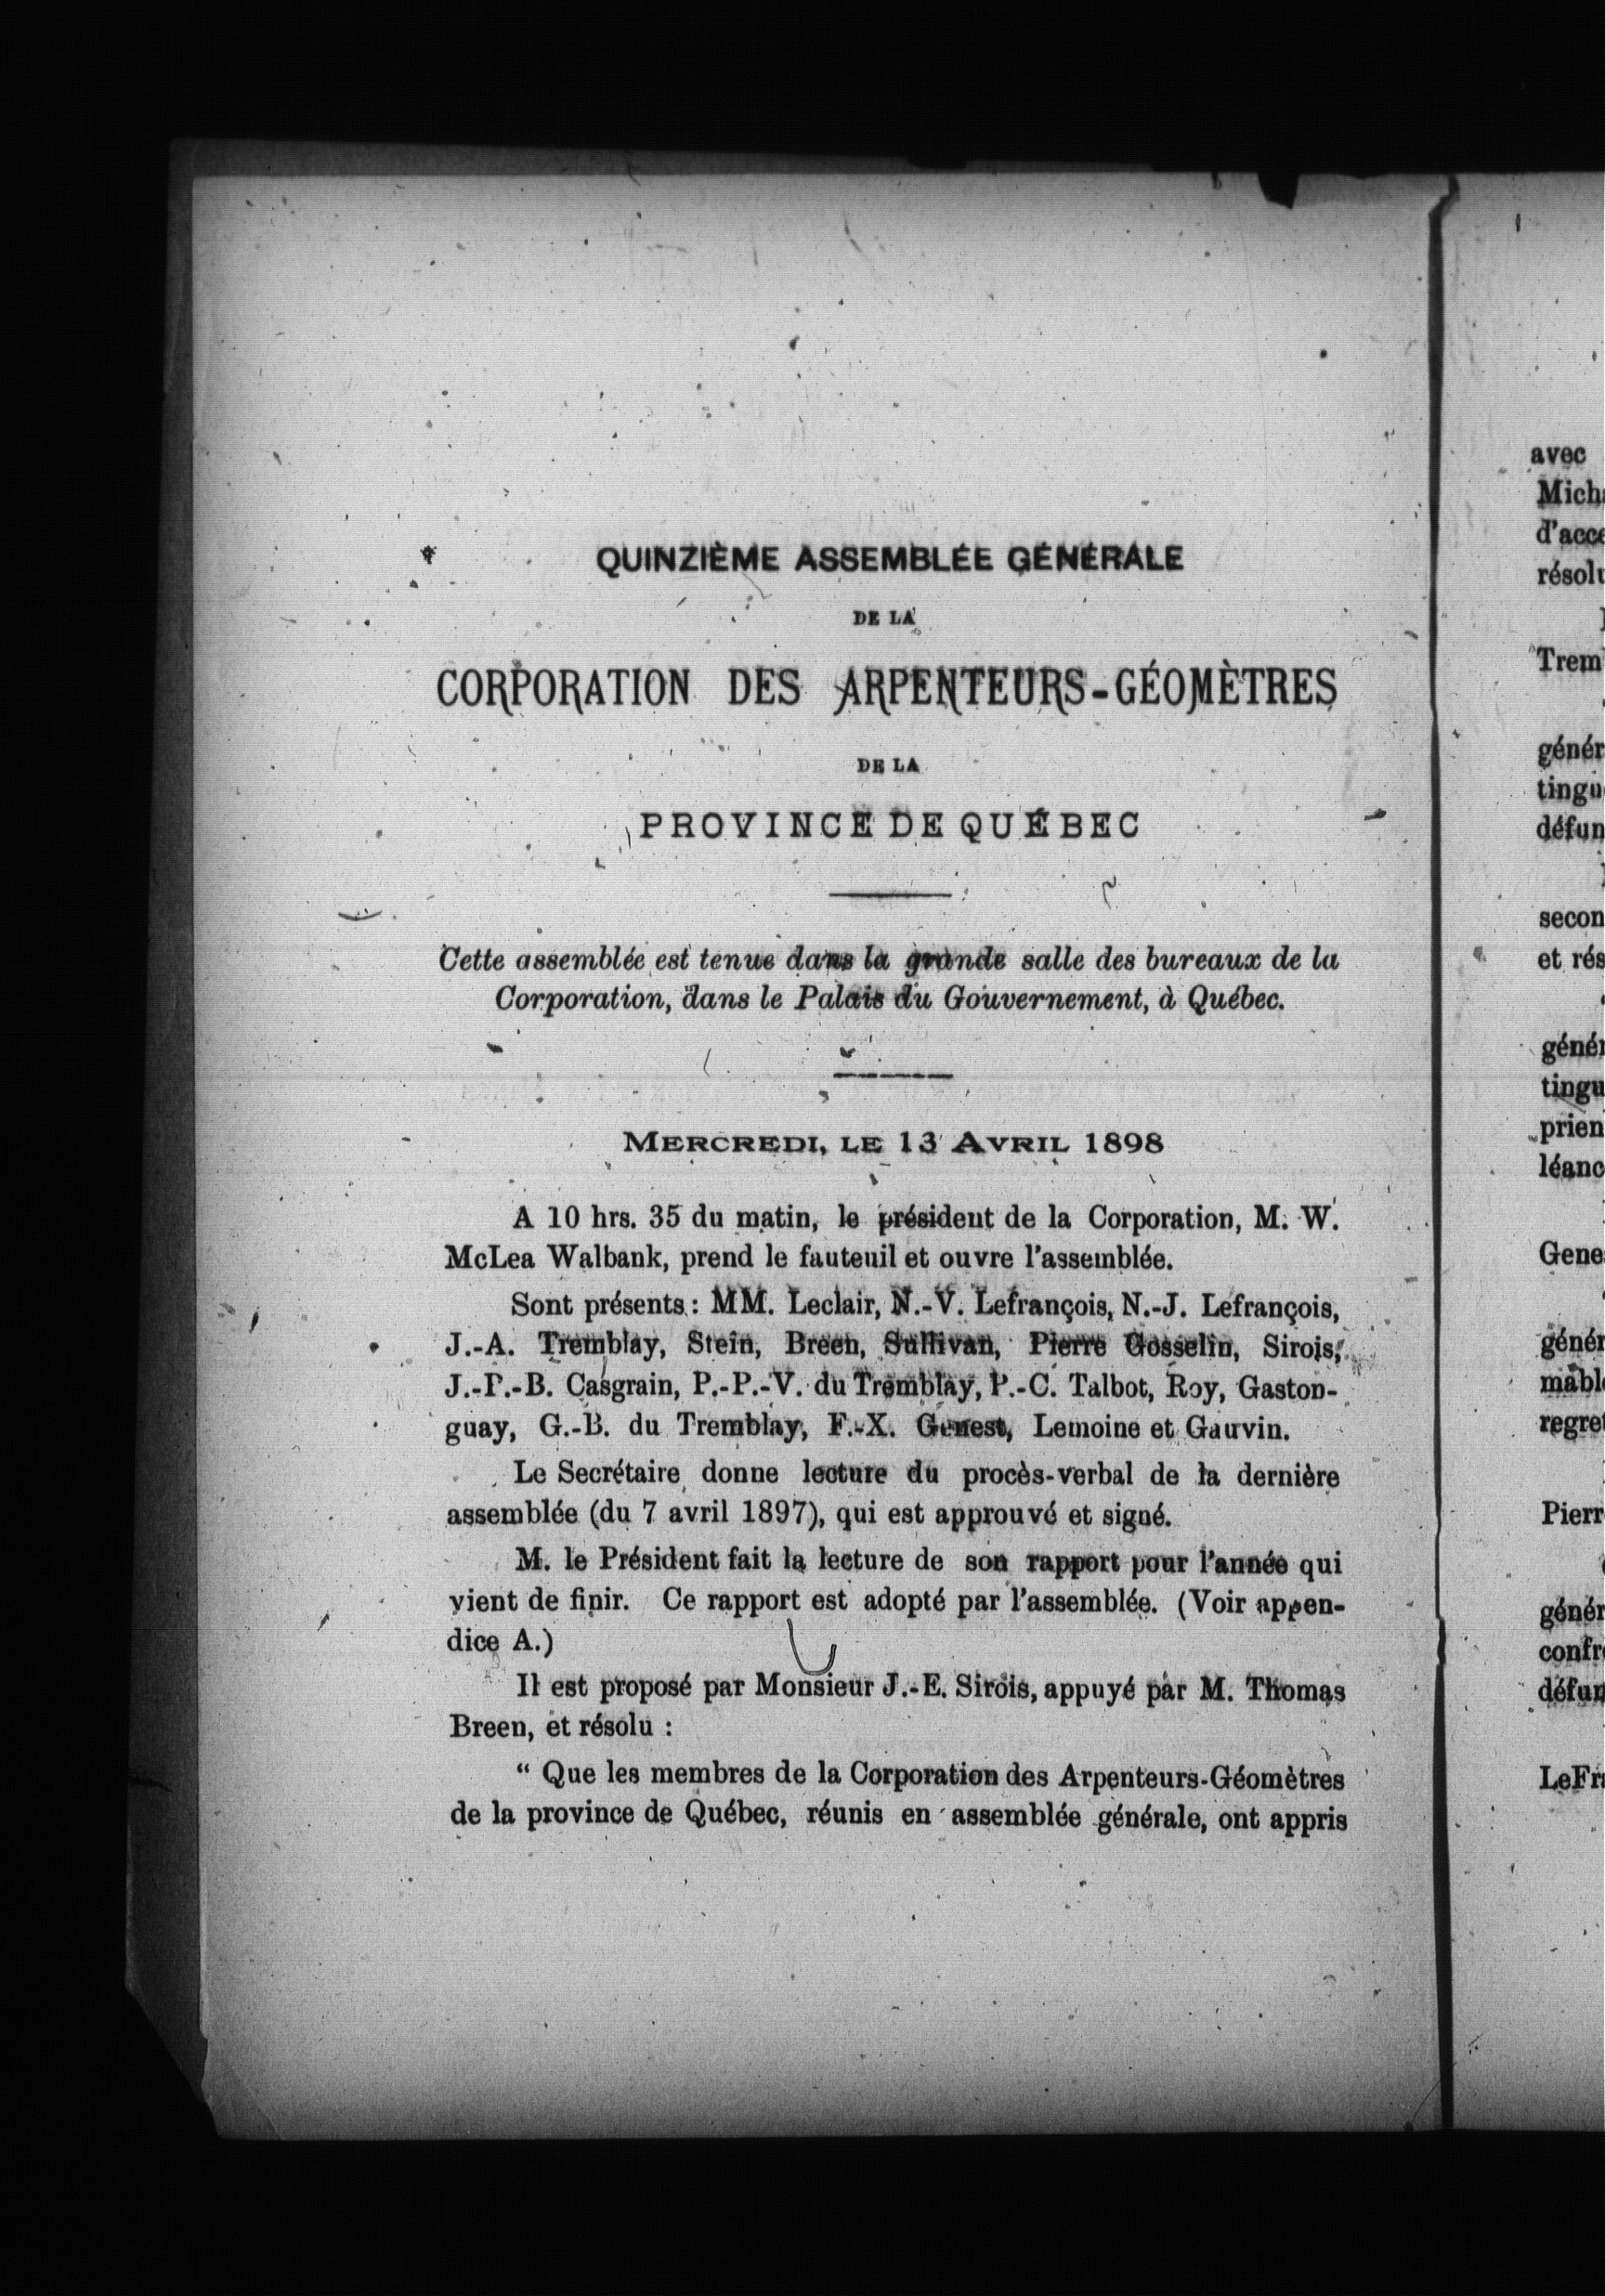 QUINZIÈME ASSEMBLÉE GÉNÉRALE
DE LA
CORPORATION DES ARPENTEURS-GÉOMÈTRES
DE LA
PROVINCE DE QUÉBEC
Cette assemblée est tenue dans la grande salle des bureaux de la
Corporation, dans le Palais du Gouvernement, à Québec.
MERCREDI, LE 13 AVRIL 1898
A 10 hrs. 35 du matin, le président de la Corporation, M. W.
McLea Walbank, prend le fauteuil et ouvre l'assemblée.
Sont présents : MM. Leclair, N.-V. Lefrançois, N.-J. Lefrançois,
J.-A. Tremblay, Stein, Breen, Sullivan, Pierre Gosselin, Sirois,
J.-P.-B. Casgrain, P.-P.-V. du Tremblay, P.-C. Talbot, Roy, Gaston-
guay, G.-B. du Tremblay, F.-X. Genest, Lemoine et Gauvin.
Le Secrétaire donne lecture du procès-verbal de la dernière
assemblée (du 7 avril 1897), qui est approuvé et signé.
M. le Président fait la lecture de son rapport pour l'année qui
vient de finir. Ce rapport est adopté par l'assemblée. (Voir appen-
dice A.)
Il est proposé par Monsieur J.-E. Sirois, appuyé par M. Thomas
Breen, et résolu :
“ Que les membres de la Corporation des Arpenteurs-Géomètres
de la province de Québec, réunis en assemblée générale, ont appris
avec
Mich
d'acc
résol
Trem
génér
tingu
défun
secon
et rés
génér
tingu
prien
léanc
Gene
génér
mabl
regret
Pierr
génér
confr
défun
LeFr